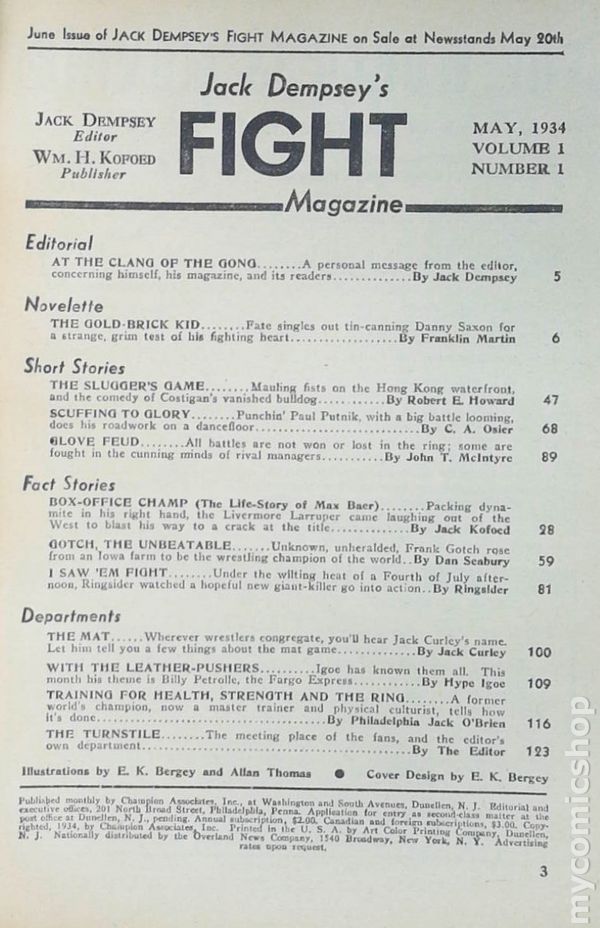 June Issue of JACK DEMPSEY'S FIGHT MAGAZINE on Sale at Newsstands May 20th
Jack Dempsey's
FIGHT
Magazine
JACK DEMPSEY
Editor
WM. H. KOFOED
Publisher
MAY, 1934
VOLUME 1
NUMBER 1
Editorial
AT THE CLANG OF THE GONG........A personal message from the editor,
concerning himself, his magazine, and its readers..............By Jack Dempsey 5
Novelette
THE GOLD-BRICK KID........Fate singles out tin-canning Danny Saxon for
a strange, grim test of his fighting heart...................By Franklin Martin 6
Short Stories
THE SLUGGER'S GAME........Mauling fists on the Hong Kong waterfront,
and the comedy of Costigan's vanished bulldog............By Robert E. Howard 47
SCUFFING TO GLORY........Punchin' Paul Putnik, with a big battle looming,
does his roadwork on a dancefloor............................By C. A. Osier 68
GLOVE FEUD........All battles are not won or lost in the ring; some are
fought in the cunning minds of rival managers...........By John T. McIntyre 89
Fact Stories
BOX-OFFICE CHAMP (The Life-Story of Max Baer)........Packing dyna-
mite in his right hand, the Livermore Larruper came laughing out of the
West to blast his way to a crack at the title..............By Jack Kofoed 28
GOTCH, THE UNBEATABLE.......Unknown, unheralded, Frank Gotch rose
from an Iowa farm to be the wrestling champion of the world..By Dan Seabury 59
I SAW 'EM FIGHT........Under the wilting heat of a Fourth of July after-
noon, Ringsider watched a hopeful new giant-killer go into action..By Ringsider 81
Departments
THE MAT......Wherever wrestlers congregate, you'll hear Jack Curley's name.
Let him tell you a few things about the mat game..............By Jack Curley 100
WITH THE LEATHER-PUSHERS..........Igoe has known them all. This
month his theme is Billy Petrolle, the Fargo Express............By Hype Igoe 109
TRAINING FOR HEALTH, STRENGTH AND THE RING........A former
world's champion, now a master trainer and physical culturist, tells how
it's done..........................................By Philadelphia Jack O'Brien 116
THE TURNSTILE........The meeting place of the fans, and the editor's
own department..............................................By The Editor 123
Illustrations by E. K. Bergey and Allan Thomas ● Cover Design by E. K. Bergey
Published monthly by Champion Associates, Inc., at Washington and South Avenues, Dunellen, N. J. Editorial and
executive offices, 201 North Broad Street, Philadelphia, Penna. Application for entry as second-class matter at the
post office at Dunellen, N. J., pending. Annual subscription, $2.00. Canadian and foreign subscriptions, $3.00. Copy-
righted, 1934, by Champion Associates, Inc. Printed in the U. S. A. by Art Color Printing Company, Dunellen,
N. J. Nationally distributed by the Overland News Company, 1540 Broadway, New York, N. Y. Advertising
rates upon request.
3
mycomicshop